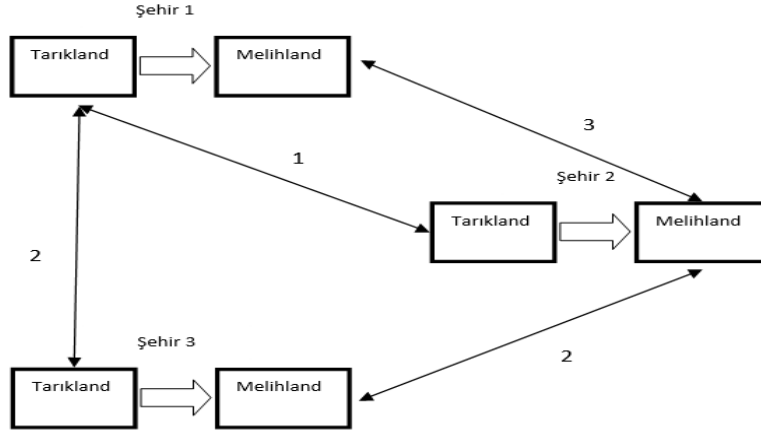 Şehir 1
Tarıkland
Melihland
3
1
Şehir 2
Tarıkland
Melihland
2
Şehir 3
2
Tarıkland
Melihland